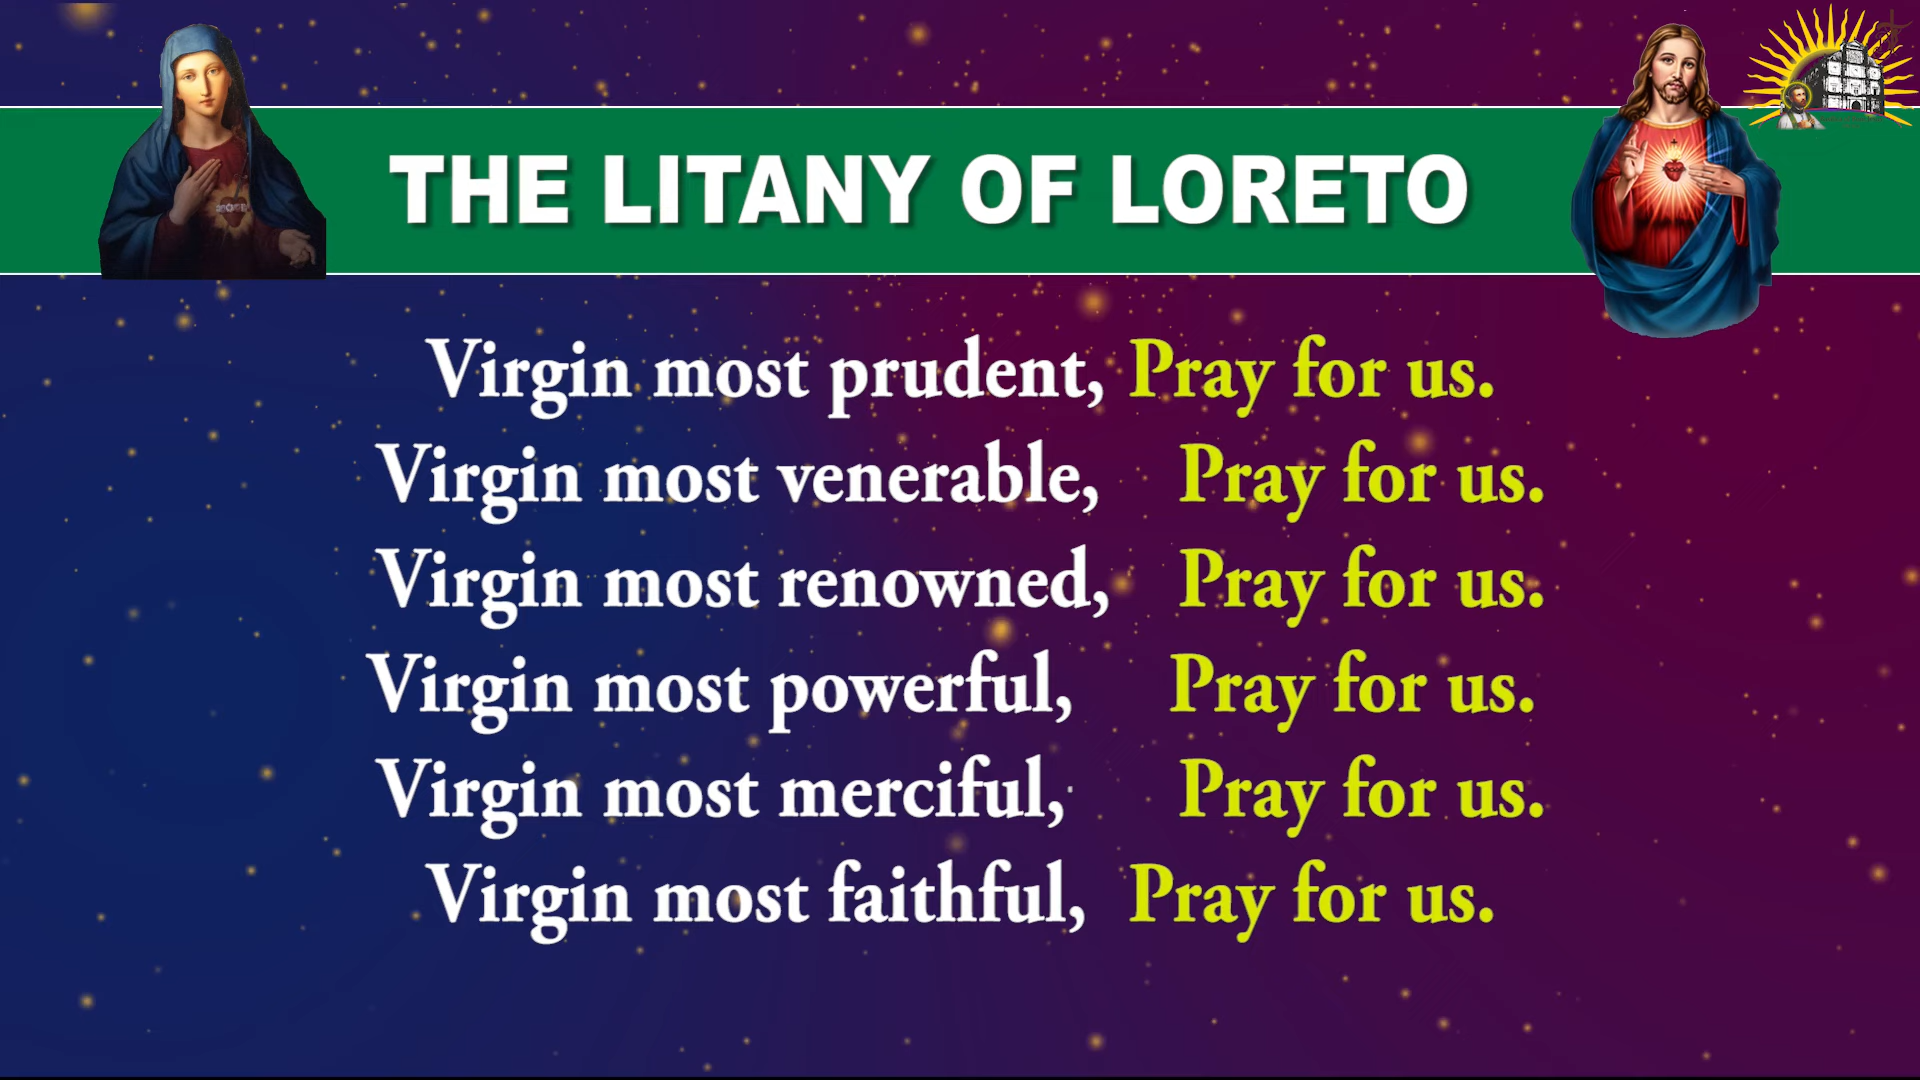 THE LITANY OF LORETO
Virgin most prudent, Pray for us.
Virgin most venerable, Pray for us.
Virgin most renowned, Pray for us.
Virgin most powerful, Pray for us.
Virgin most merciful, Pray for us.
Virgin most faithful, Pray for us.